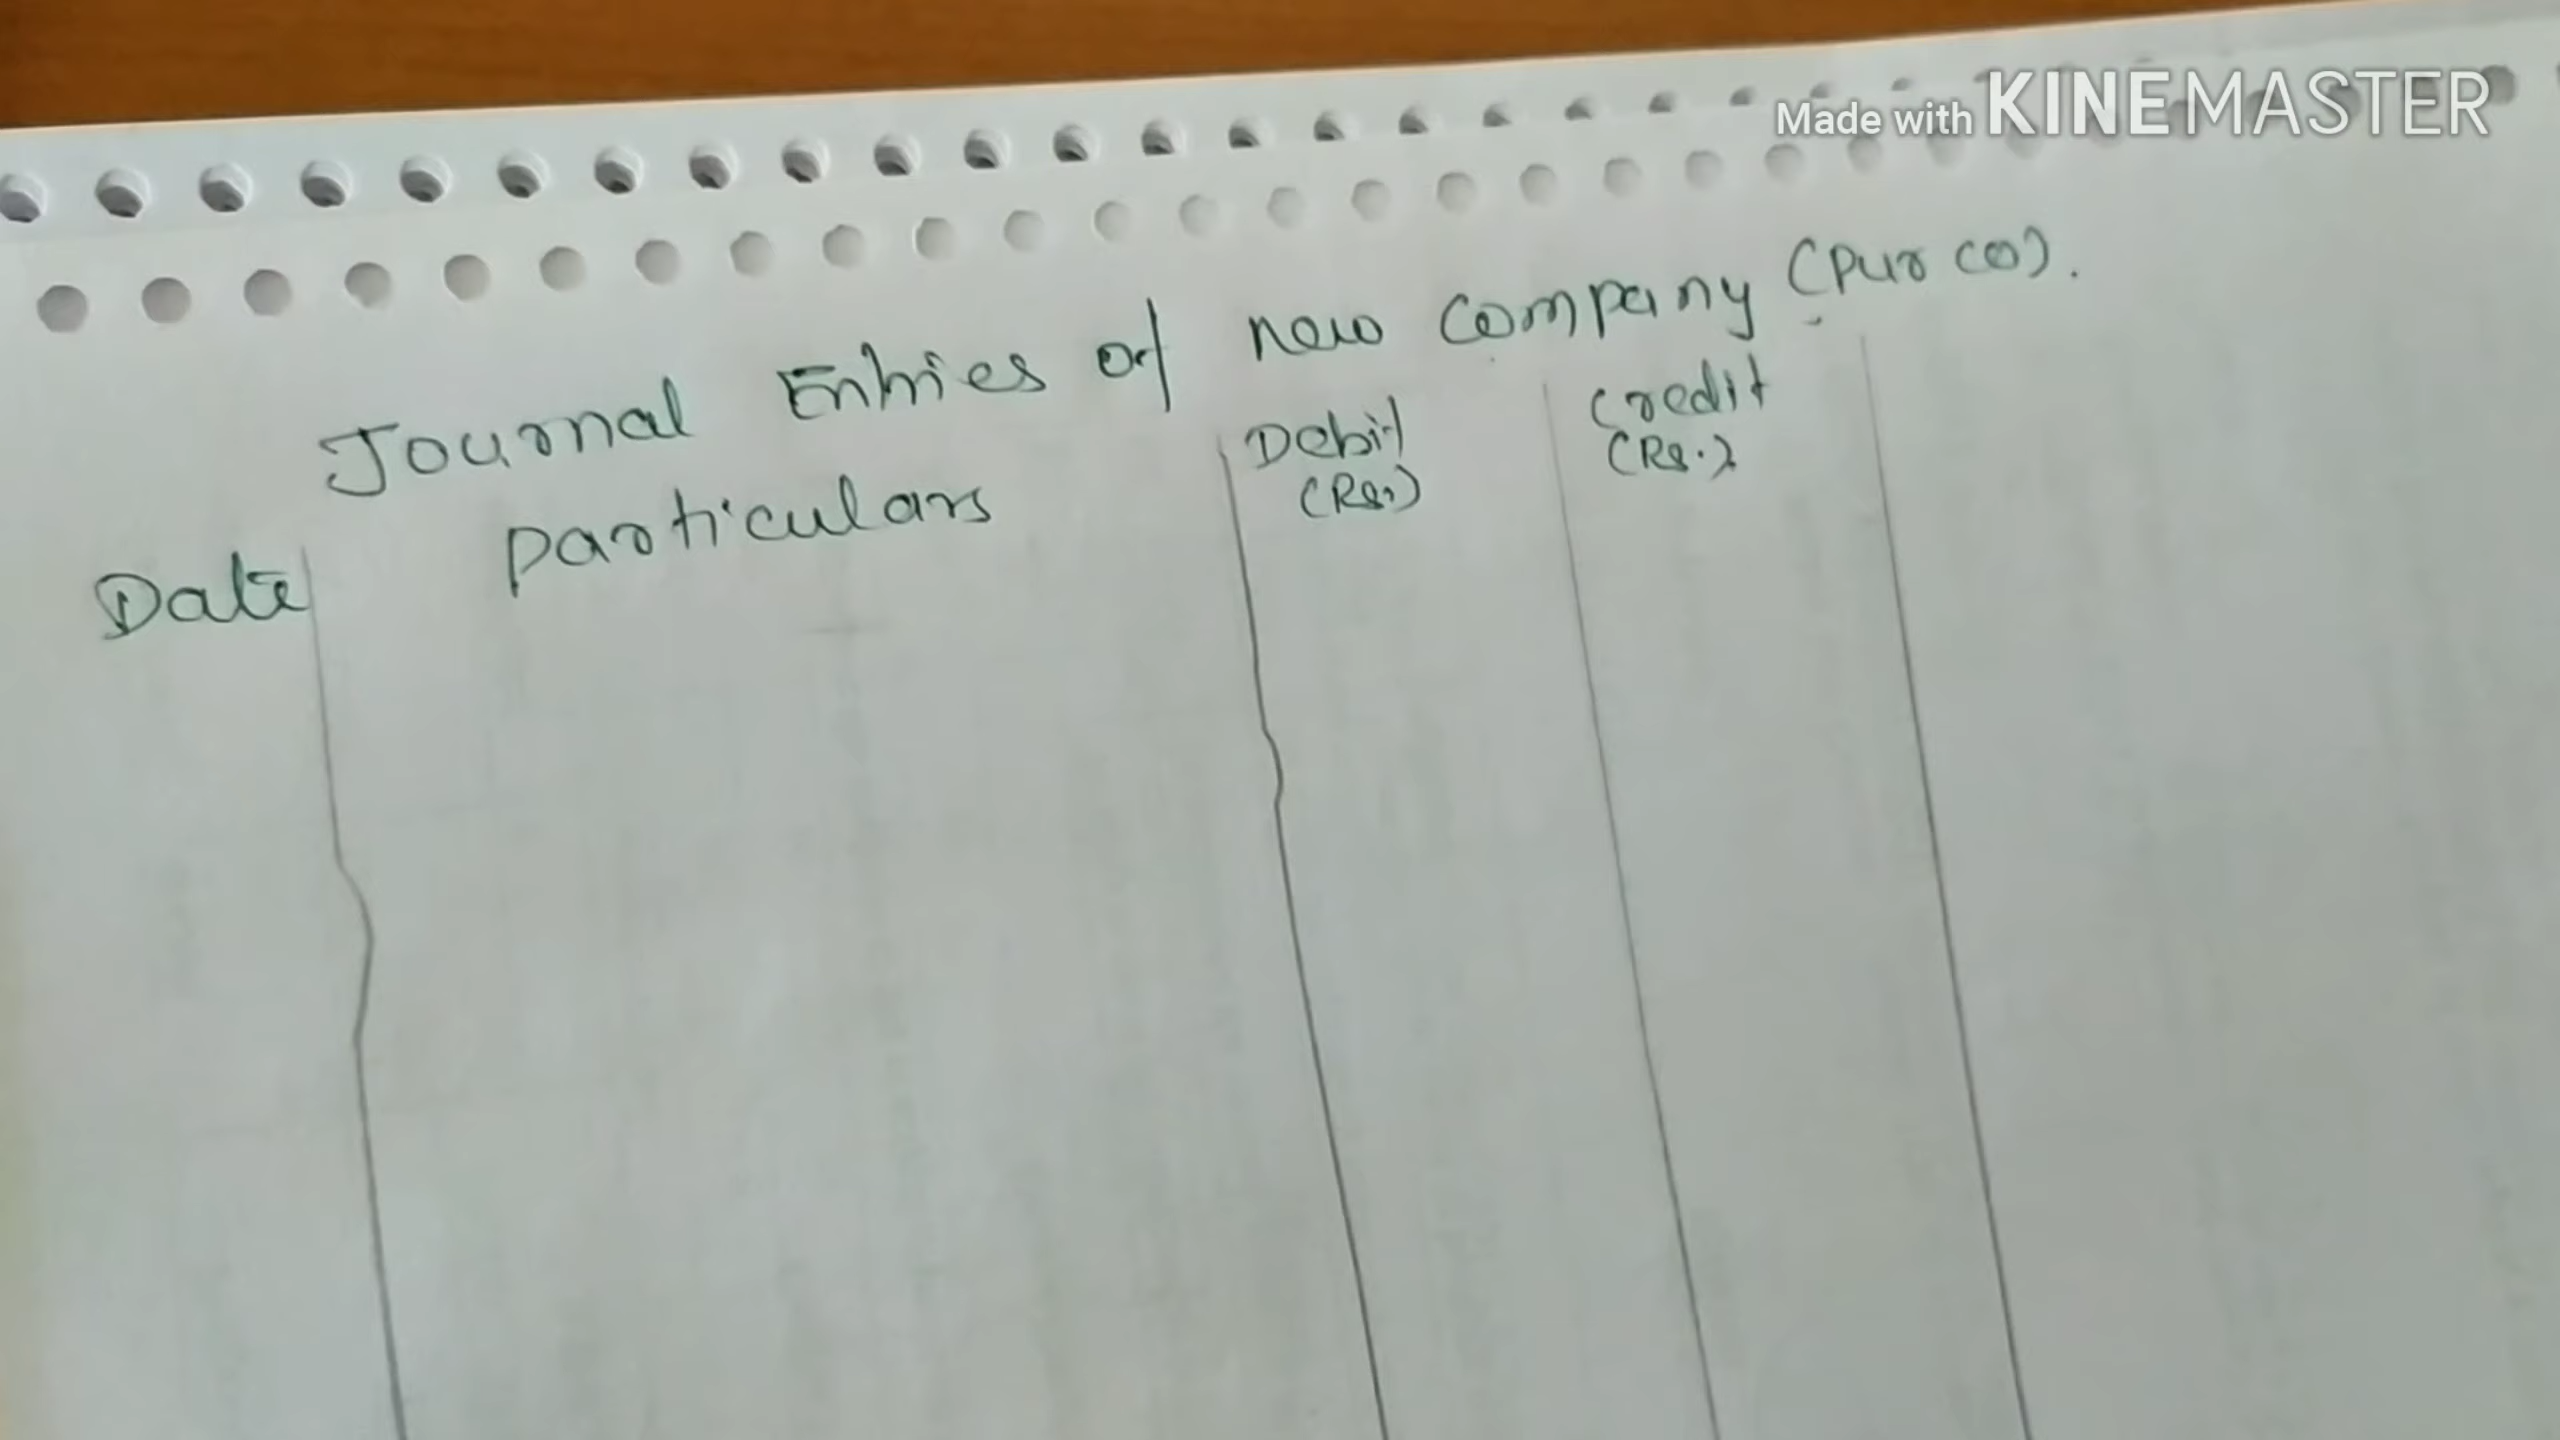 Made with KINEMASTER
Journal Entries of new company (Pur co).
Date particulars Debit Credit
(Rs.) (Rs.)